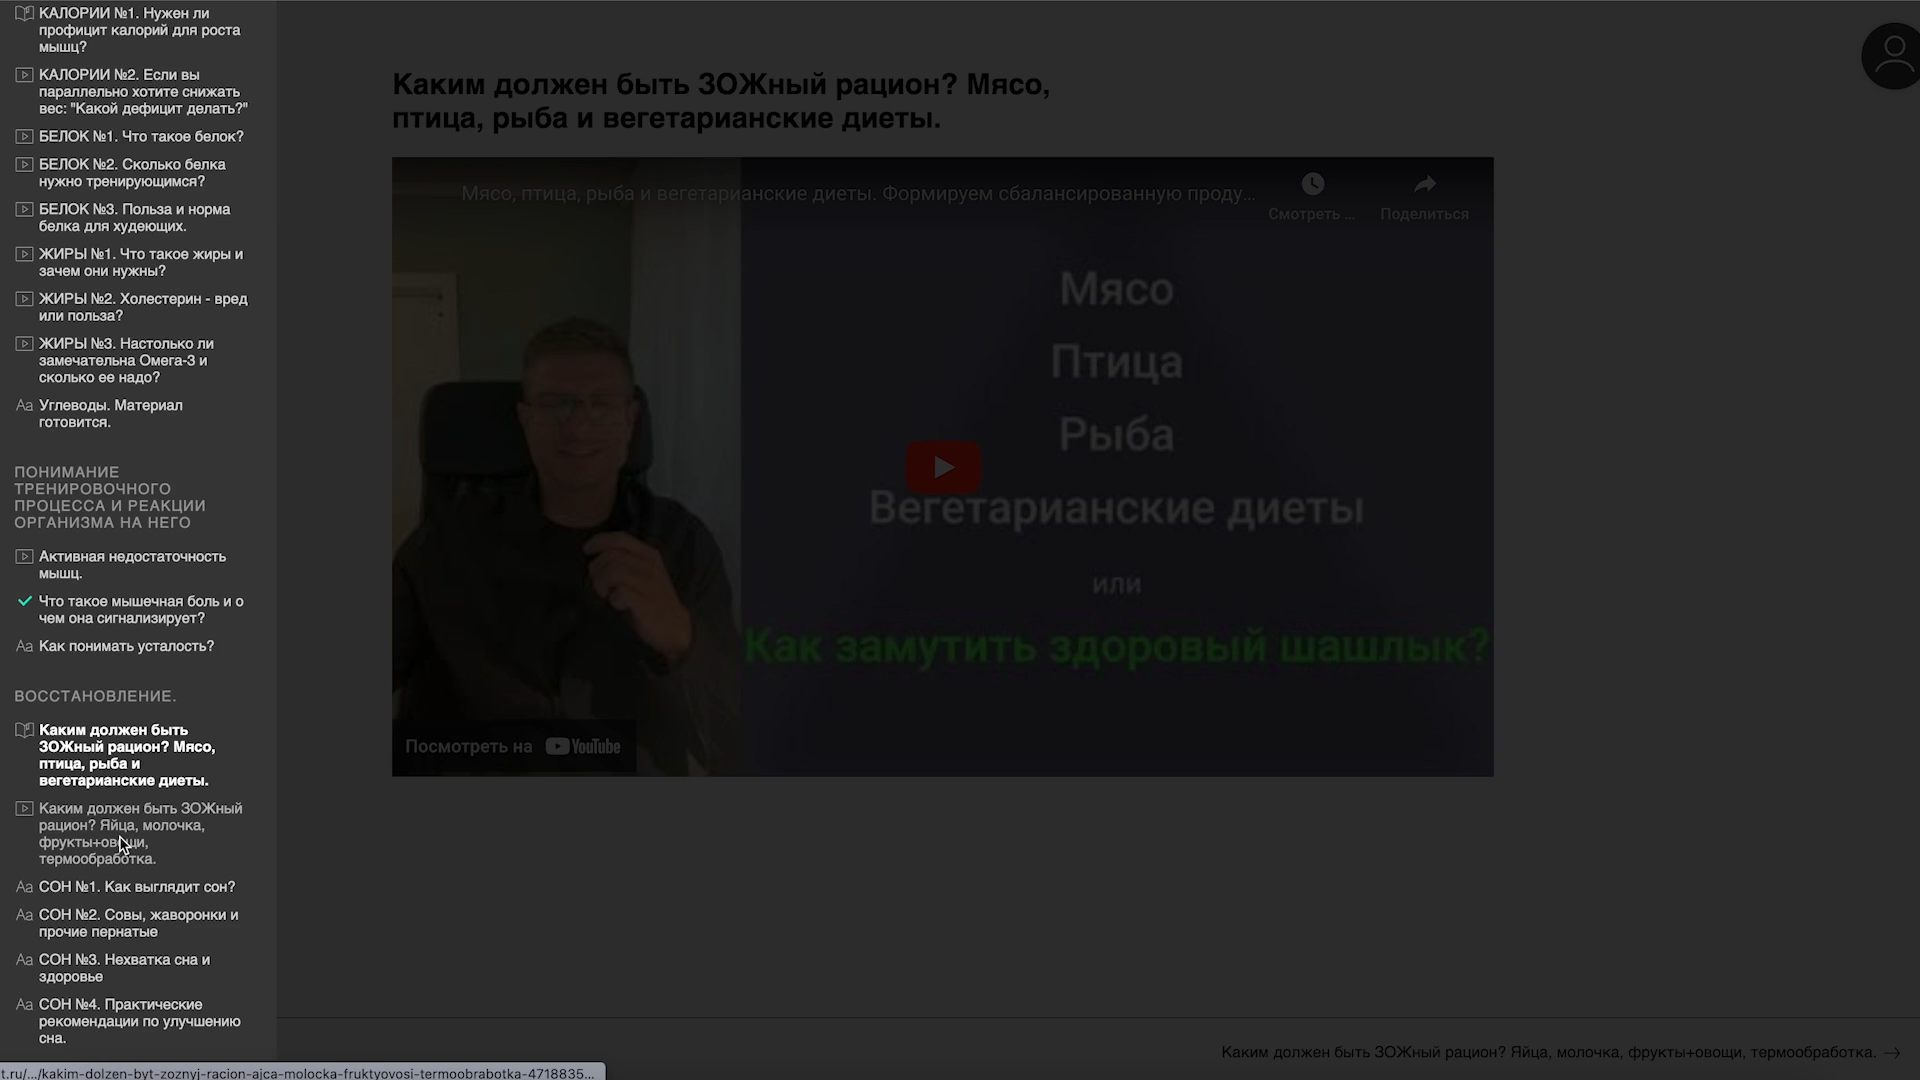 КАЛОРИИ №1. Нужен ли
профицит калорий для роста
мышц?
КАЛОРИИ №2. Если вы
параллельно хотите снижать
вес: "Какой дефицит делать?"
БЕЛОК №1. Что такое белок?
БЕЛОК №2. Сколько белка
нужно тренирующимся?
БЕЛОК №3. Польза и норма
белка для худеющих.
ЖИРЫ №1. Что такое жиры и
зачем они нужны?
ЖИРЫ №2. Холестерин - вред
или польза?
ЖИРЫ №3. Настолько ли
замечательна Омега-3 и
сколько ее надо?
Aa Углеводы. Материал
готовится.
ПОНИМАНИЕ
ТРЕНИРОВОЧНОГО
ПРОЦЕССА И РЕАКЦИИ
ОРГАНИЗМА НА НЕГО
Активная недостаточность
мышц.
Что такое мышечная боль и о
чем она сигнализирует?
Aa Как понимать усталость?
ВОССТАНОВЛЕНИЕ.
Каким должен быть
ЗОЖный рацион? Мясо,
птица, рыба и
вегетарианские диеты.
Каким должен быть ЗОЖный
рацион? Яйца, молочка,
фрукты+овощи,
термообработка.
Aa СОН №1. Как выглядит сон?
Aa СОН №2. Совы, жаворонки и
прочие пернатые
Aa СОН №3. Нехватка сна и
здоровье
Aa СОН №4. Практические
рекомендации по улучшению
сна.
t.ru/.../kakim-dolzen-byt-zoznyj-racion-ajca-molocka-fruktyovosi-termoobrabotka-4718835...
Каким должен быть ЗОЖный рацион? Мясо,
птица, рыба и вегетарианские диеты.
Мясо, птица, рыба и вегетарианские диеты. Формируем сбалансированную проду...
Смотреть ...
Поделиться
Мясо
Птица
Рыба
Вегетарианские диеты
или
Как замутить здоровый шашлык?
Посмотреть на YouTube
Каким должен быть ЗОЖный рацион? Яйца, молочка, фрукты+овощи, термообработка. →